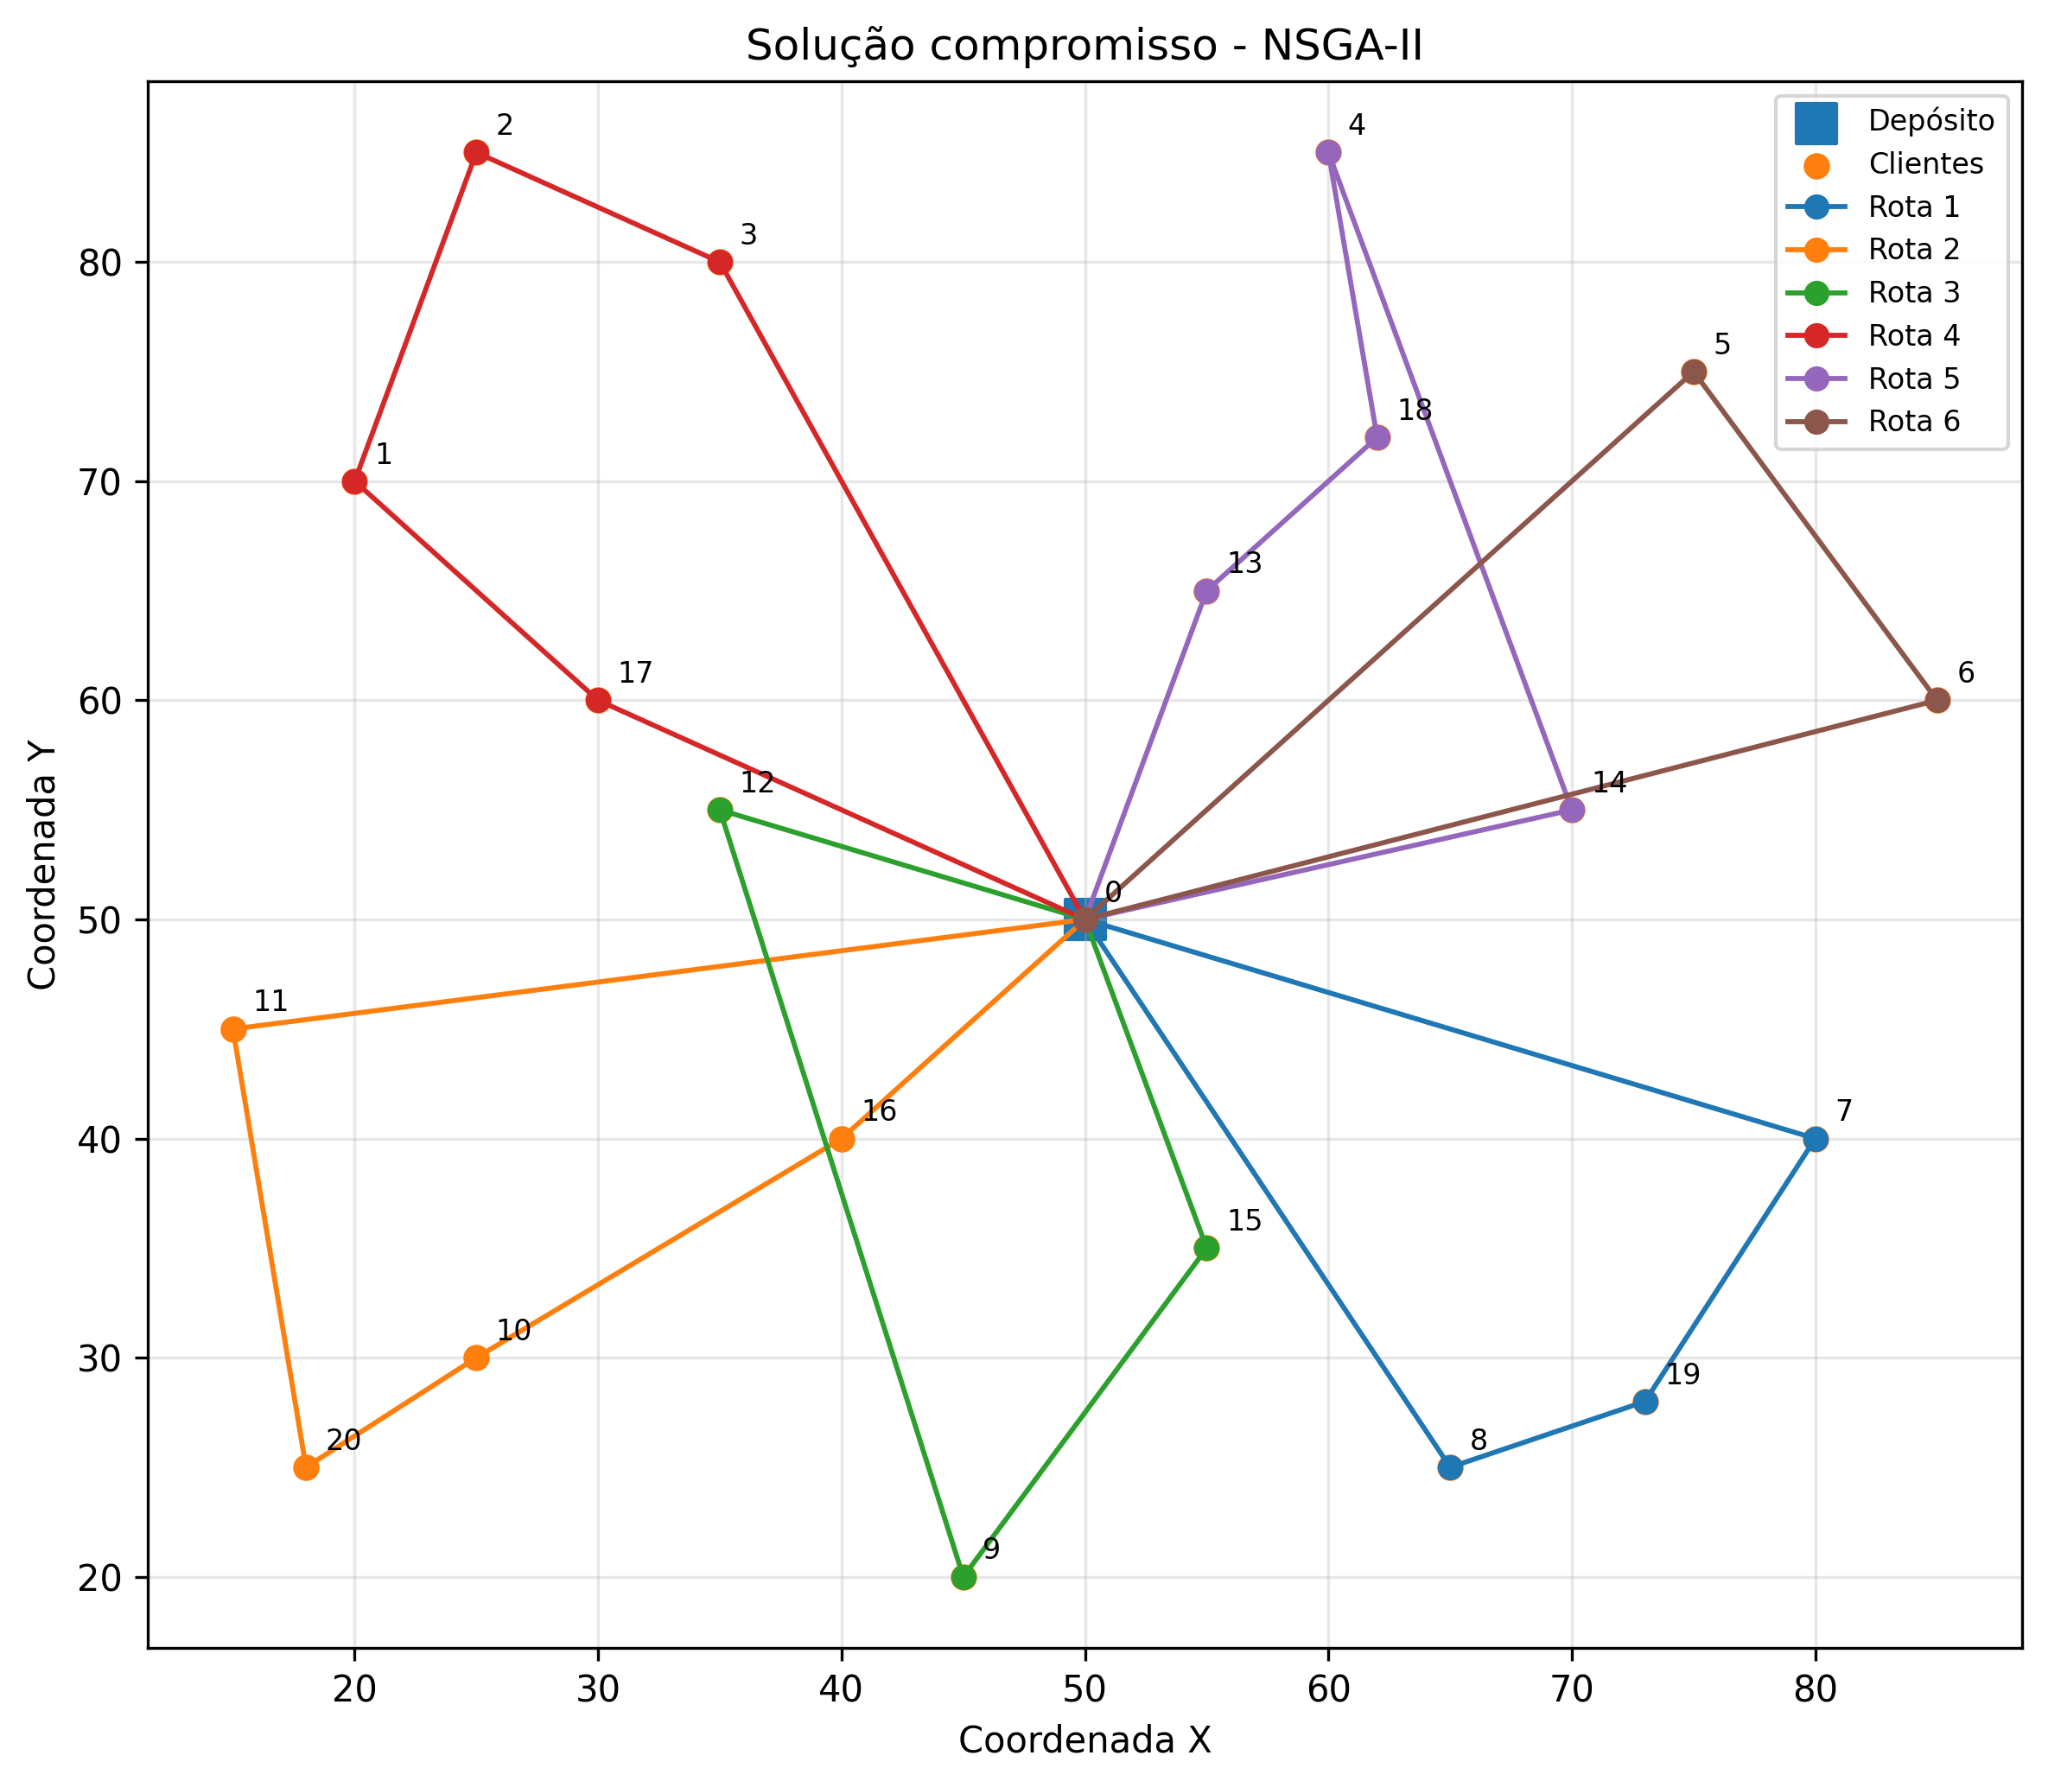 Solução compromisso - NSGA-II
Depósito
Clientes
Rota 1
Rota 2
Rota 3
Rota 4
Rota 5
Rota 6
2
4
3
5
18
1
13
17
6
12
14
0
11
16
7
15
10
19
20
8
9
80
70
60
50
40
30
20
Coordenada Y
20 30 40 50 60 70 80
Coordenada X